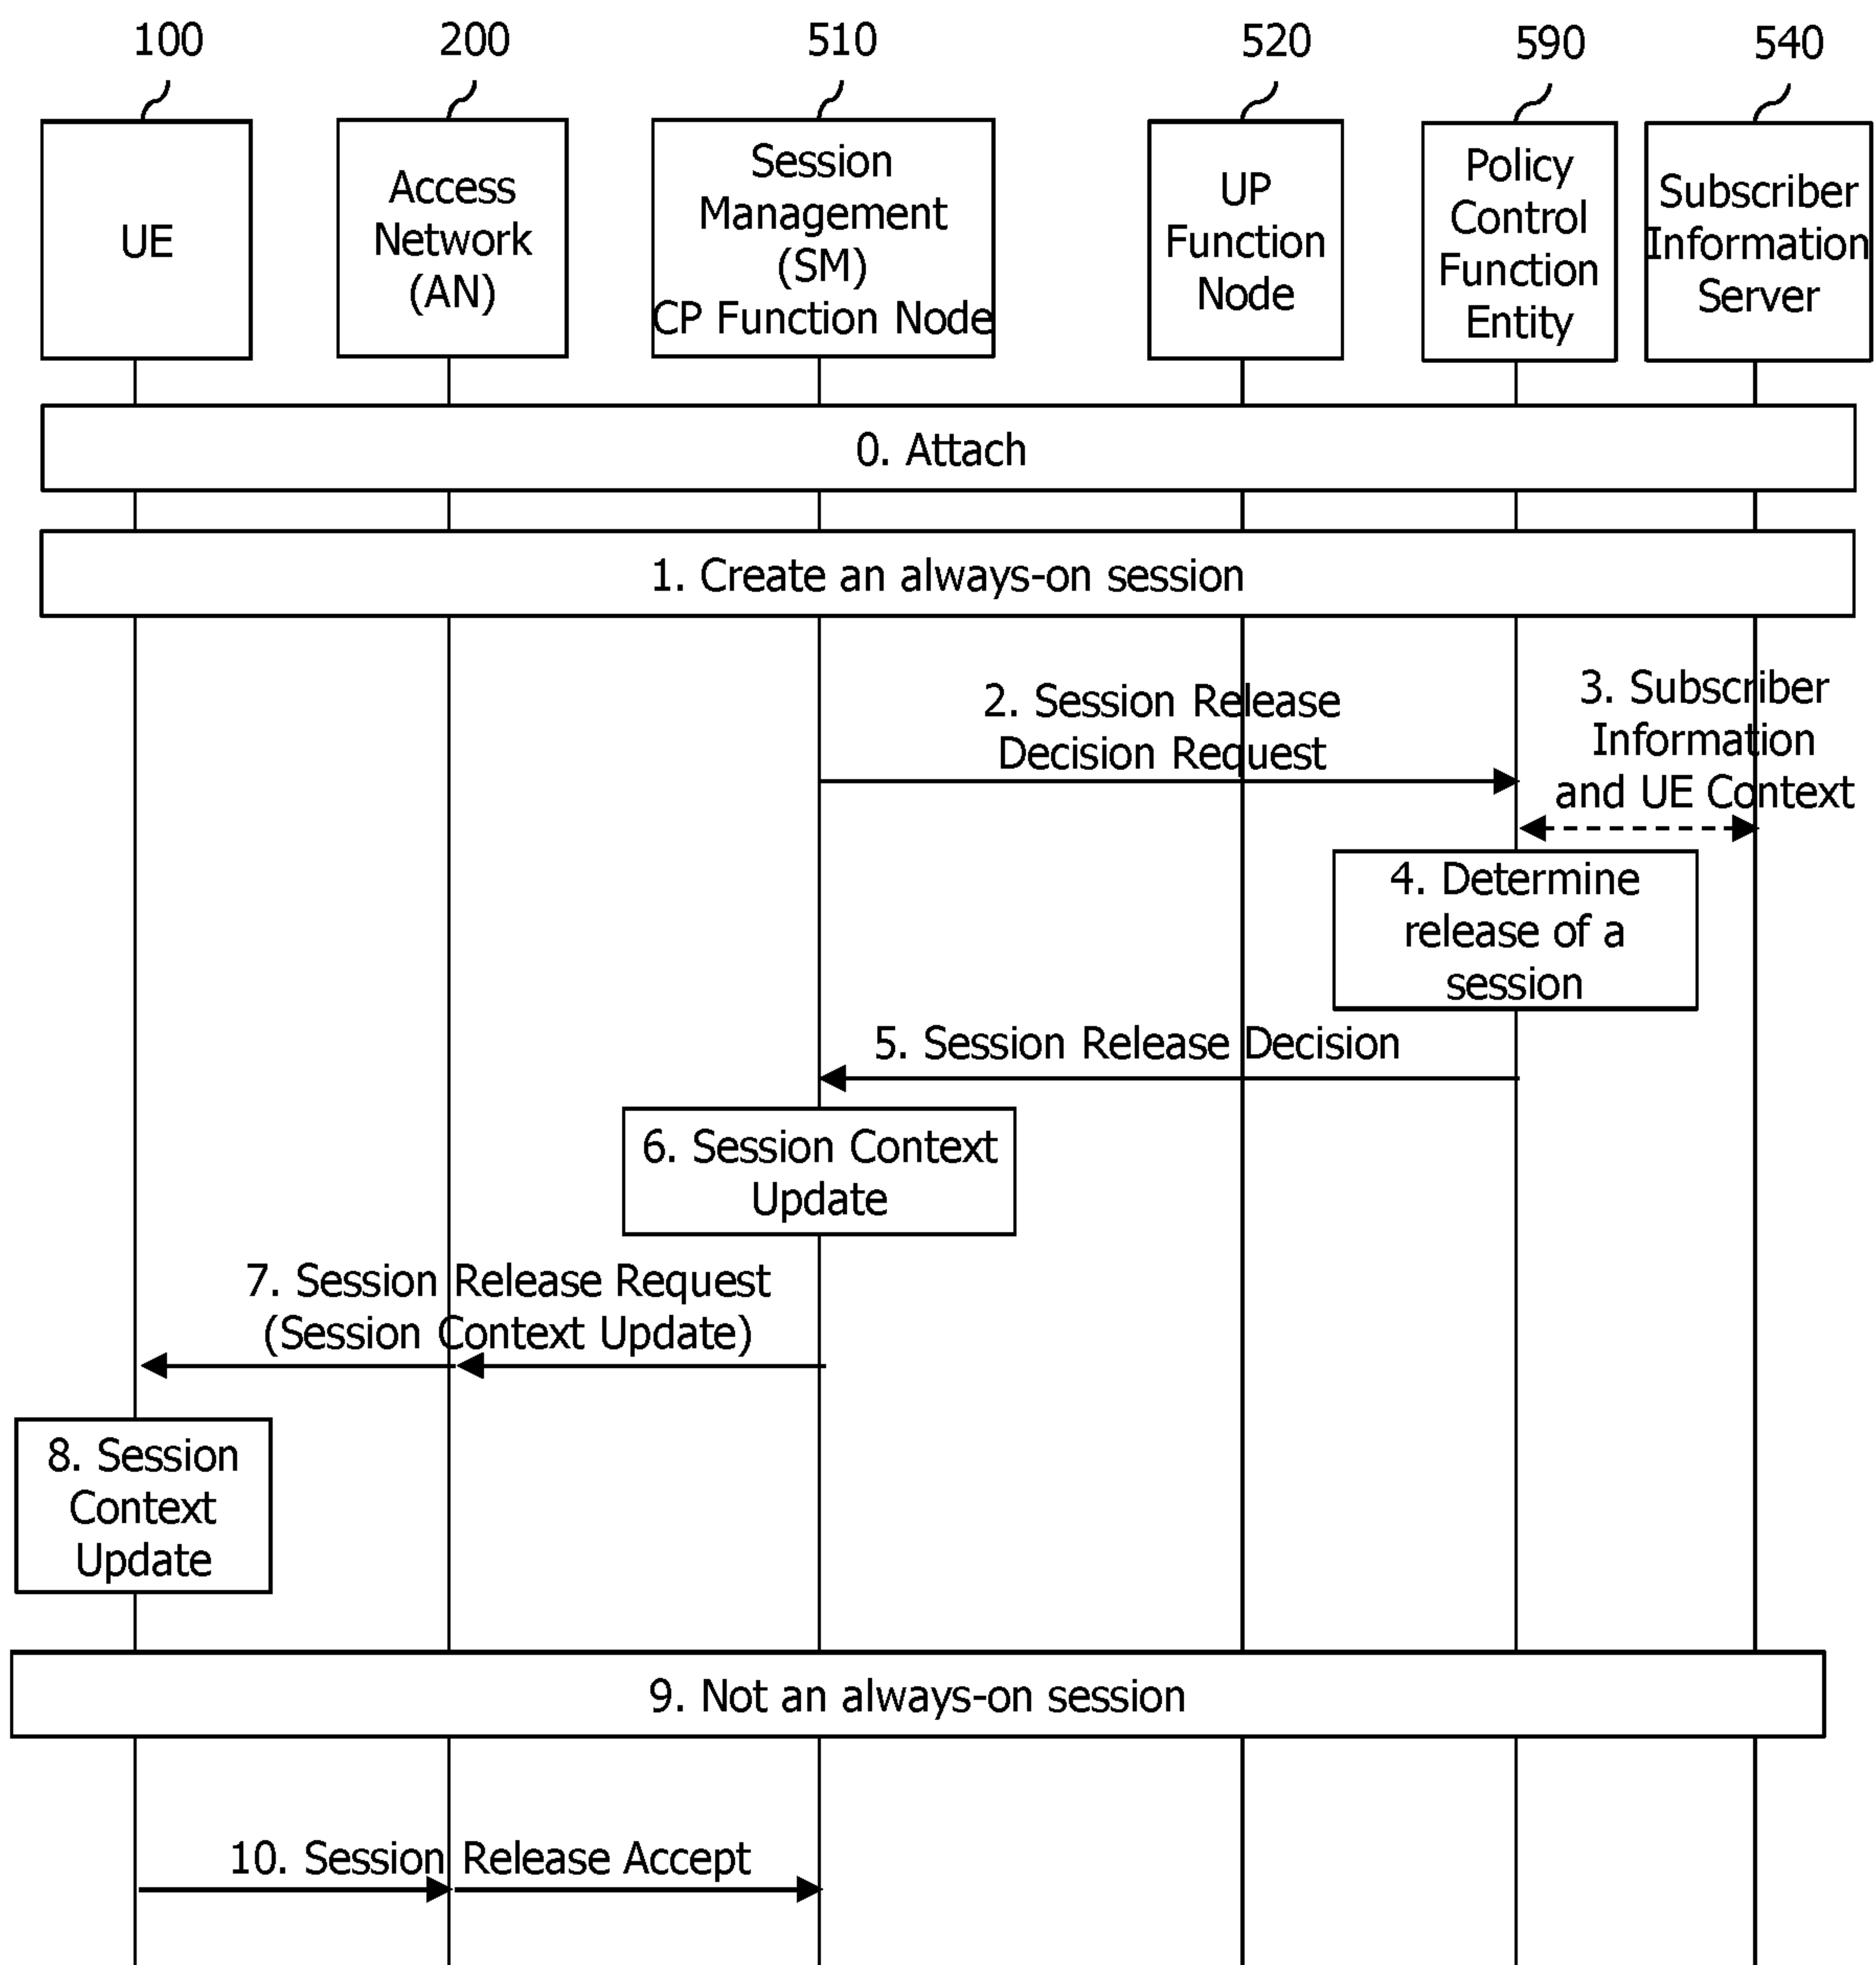 100
200
510
520
590
540
UE
Access
Network
(AN)
Session
Management
(SM)
CP Function Node
UP
Function
Node
Policy
Control
Function
Entity
Subscriber
Information
Server
0. Attach
1. Create an always-on session
2. Session Release
Decision Request
3. Subscriber
Information
and UE Context
4. Determine
release of a
session
5. Session Release Decision
6. Session Context
Update
7. Session Release Request
(Session Context Update)
8. Session
Context
Update
9. Not an always-on session
10. Session Release Accept